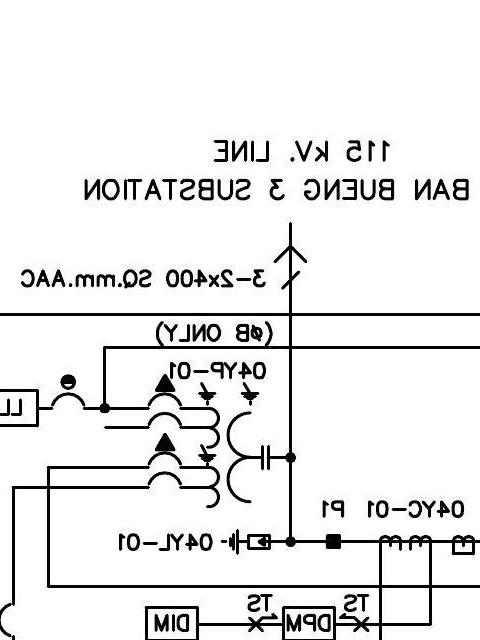 115 kV. LINE
BAN BUENG 3 SUBSTATION
3-2x400 SQ.mm.AAC
(øB ONLY)
04YP-01
LL
04YC-01
P1
04YL-01
TS
TS
DPM
DIM